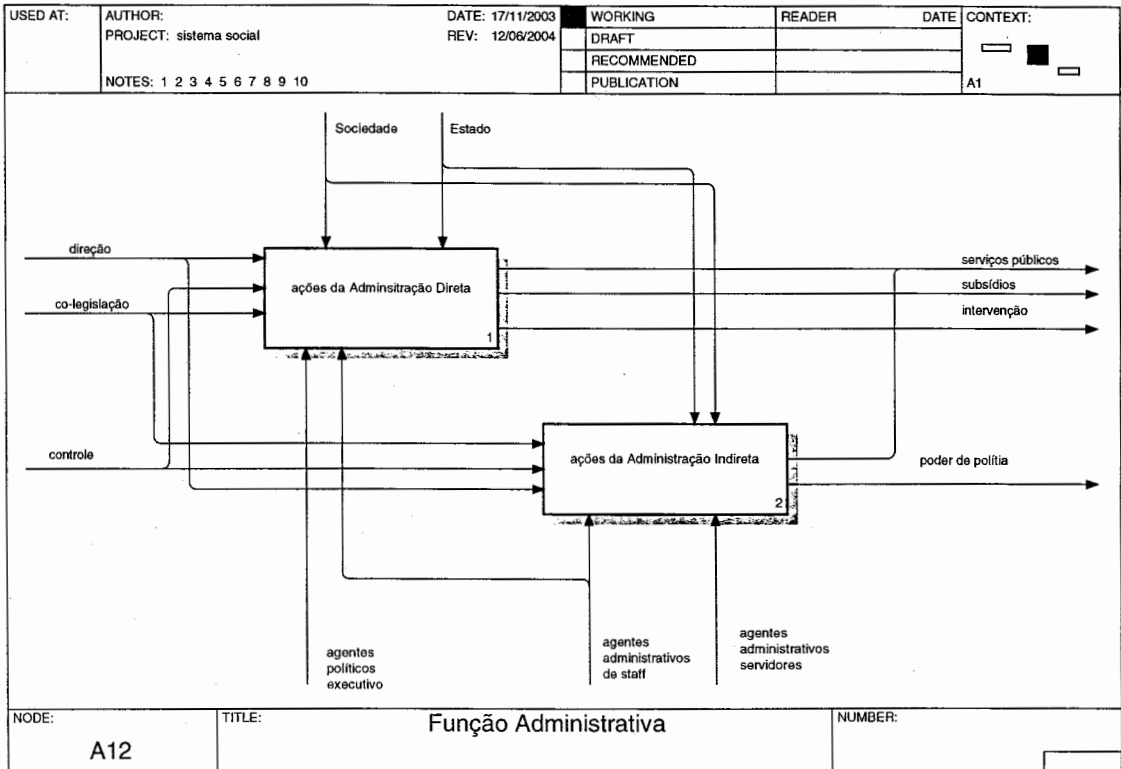 USED AT:
AUTHOR:
DATE: 17/11/2003
PROJECT: sistema social
REV: 12/06/2004
NOTES: 1 2 3 4 5 6 7 8 9 10
WORKING
DRAFT
RECOMMENDED
PUBLICATION
READER DATE
CONTEXT:
A1
Sociedade
Estado
direção
co-legislação
controle
ações da Adminsitração Direta
1
serviços públicos
subsídios
intervenção
ações da Administração Indireta
2
poder de polítia
agentes
políticos
executivo
agentes
administrativos
de staff
agentes
administrativos
servidores
NODE:
A12
TITLE:
Função Administrativa
NUMBER: